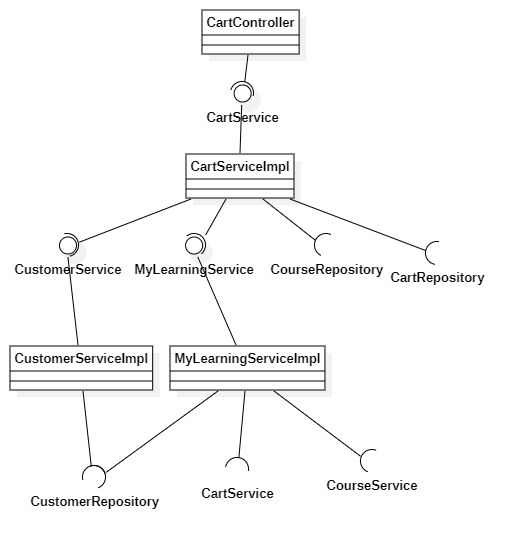 CartController
CartService
CartServiceImpl
CustomerService
MyLearningService
CourseRepository
CartRepository
CustomerServiceImpl
MyLearningServiceImpl
CustomerRepository
CartService
CourseService